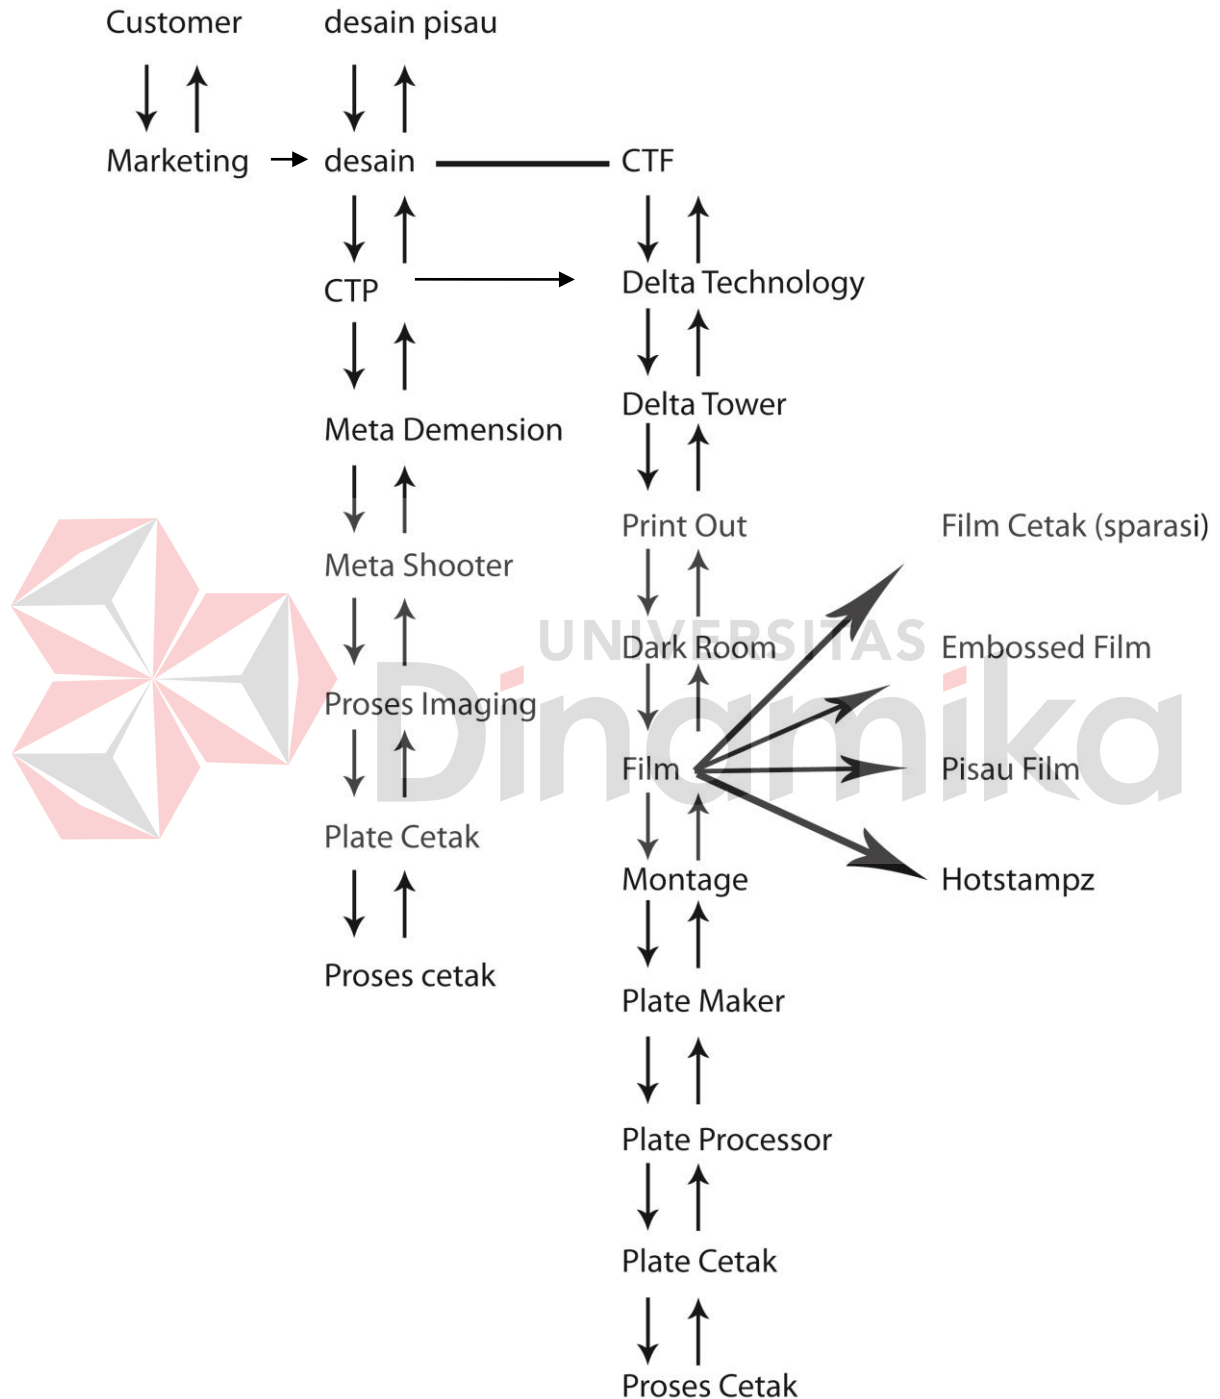 Customer
desain pisau
Marketing
desain
CTF
CTP
Delta Technology
Meta Demension
Delta Tower
Meta Shooter
Print Out
Film Cetak (sparasi)
Proses Imaging
Dark Room
Embossed Film
UNIVERSITAS
Dinamika
Plate Cetak
Film
Pisau Film
Proses cetak
Montage
Hotstampz
Plate Maker
Plate Processor
Plate Cetak
Proses Cetak